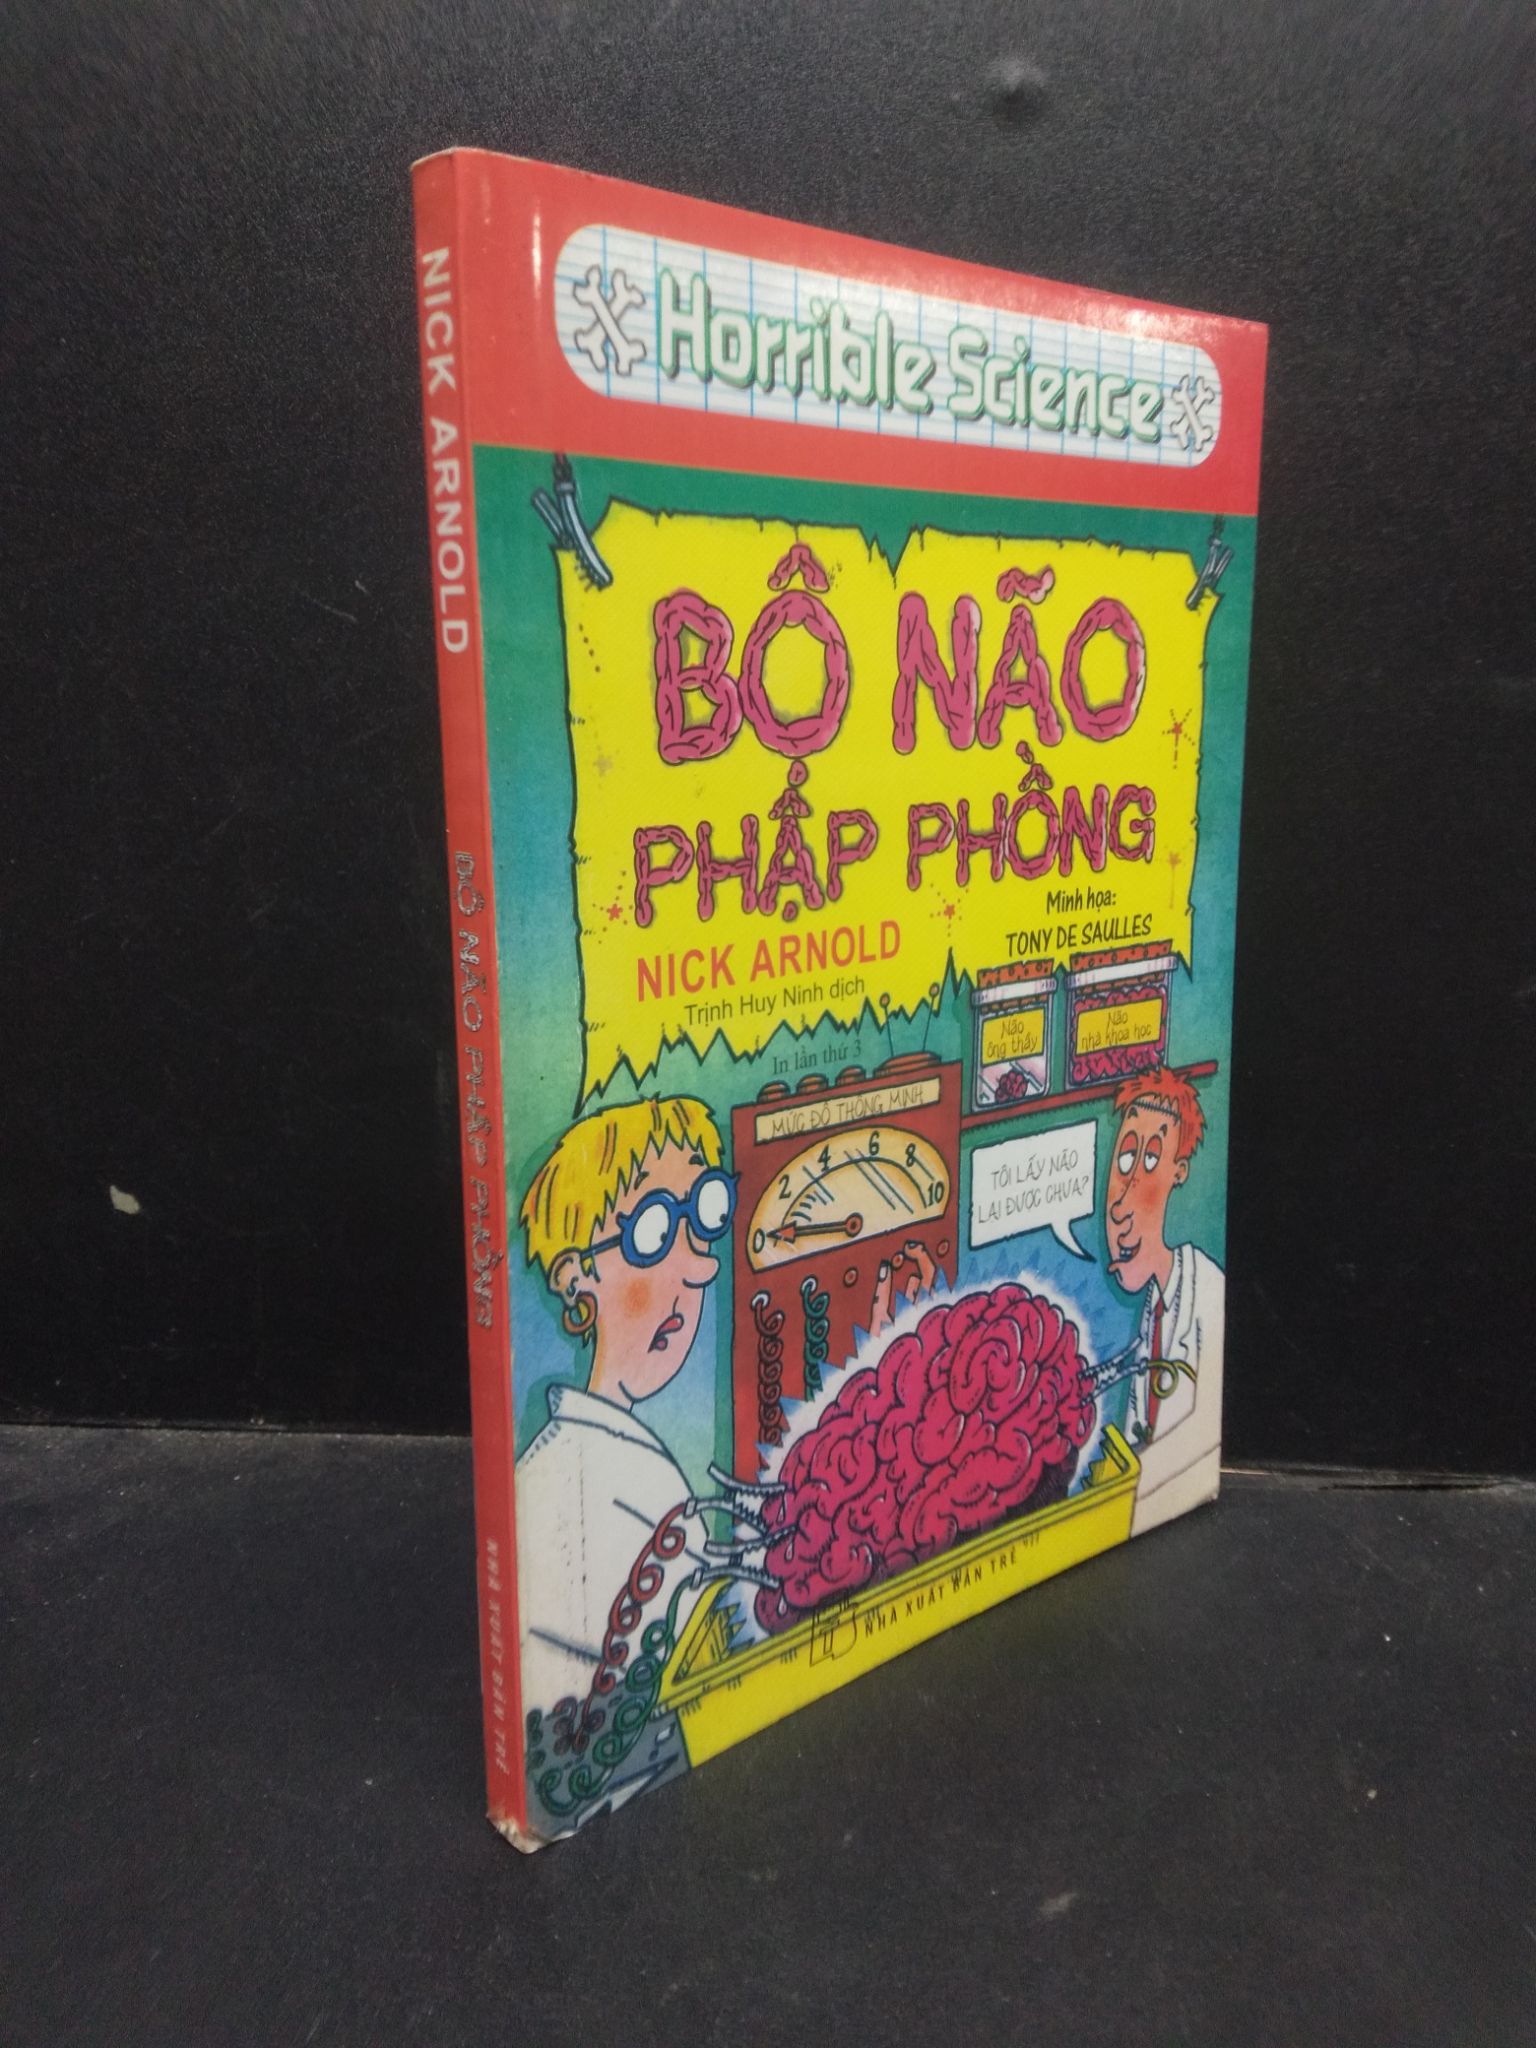 Horrible Science
BÔ NÃO
PHẬP PHỒNG
NICK ARNOLD
Trịnh Huy Ninh dịch
Minh họa:
TONY DE SAULLES
In lần thứ 3
Não
ông thầy
Não
nhà khoa học
MỨC ĐỘ THÔNG MINH
0 2 4 6 8 10
TÔI LẤY NÃO
LẠI ĐƯỢC CHƯA?
NHÀ XUẤT BẢN TRẺ
NICK ARNOLD
BÔ NÃO PHẬP PHỒNG
NHÀ XUẤT BẢN TRẺ